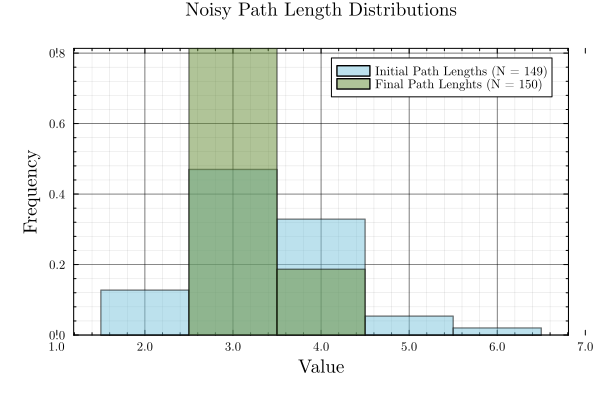 Noisy Path Length Distributions
Initial Path Lengths (N = 149)
Final Path Lenghts (N = 150)
Frequency
0.8
0.6
0.4
0.2
0.0
1.0 2.0 3.0 4.0 5.0 6.0 7.0
Value